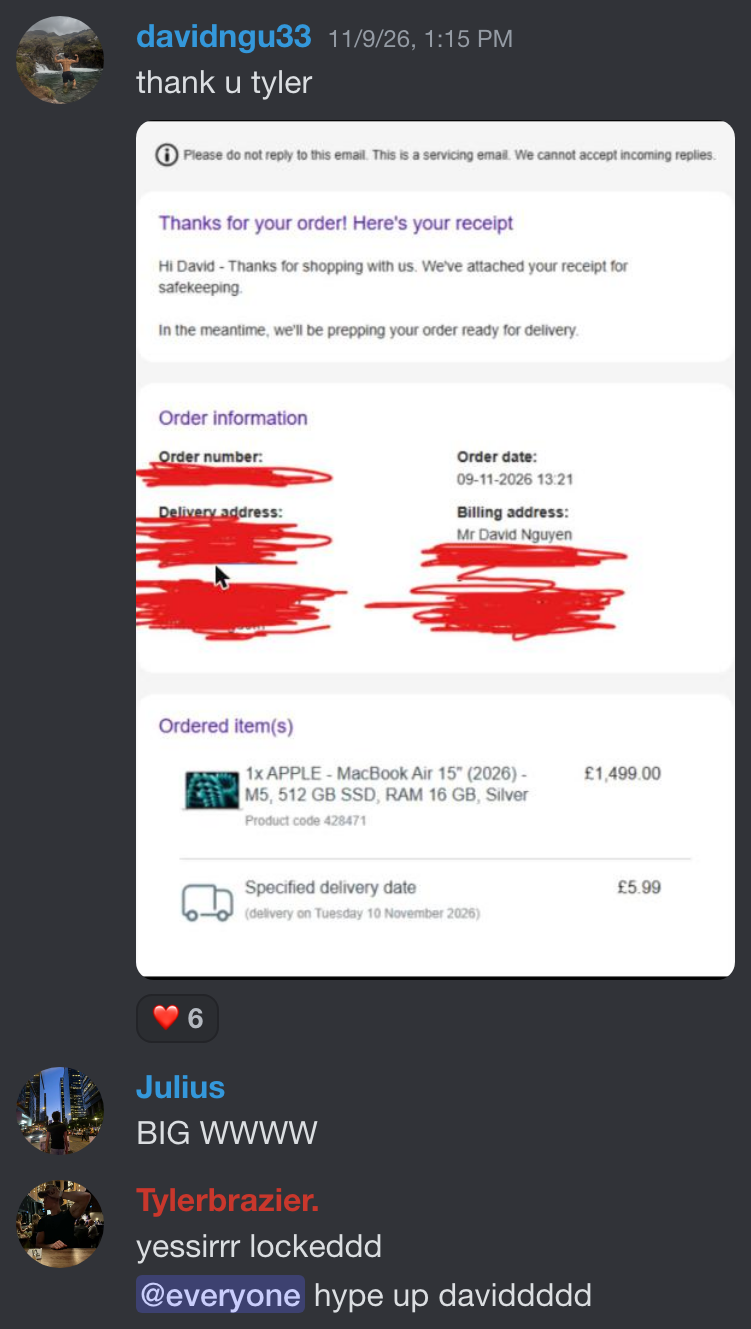 davidngu33 11/9/26, 1:15 PM
thank u tyler
Please do not reply to this email. This is a servicing email. We cannot accept incoming replies.
Thanks for your order! Here's your receipt
Hi David - Thanks for shopping with us. We've attached your receipt for
safekeeping.
In the meantime, we'll be prepping your order ready for delivery.
Order information
Order number:
Order date:
09-11-2026 13:21
Delivery address:
Billing address:
Mr David Nguyen
Ordered item(s)
1x APPLE - MacBook Air 15" (2026) - £1,499.00
M5, 512 GB SSD, RAM 16 GB, Silver
Product code 428471
Specified delivery date £5.99
(delivery on Tuesday 10 November 2026)
❤️ 6
Julius
BIG WWWW
Tylerbrazier.
yessirrr lockeddd
@everyone hype up daviddddd